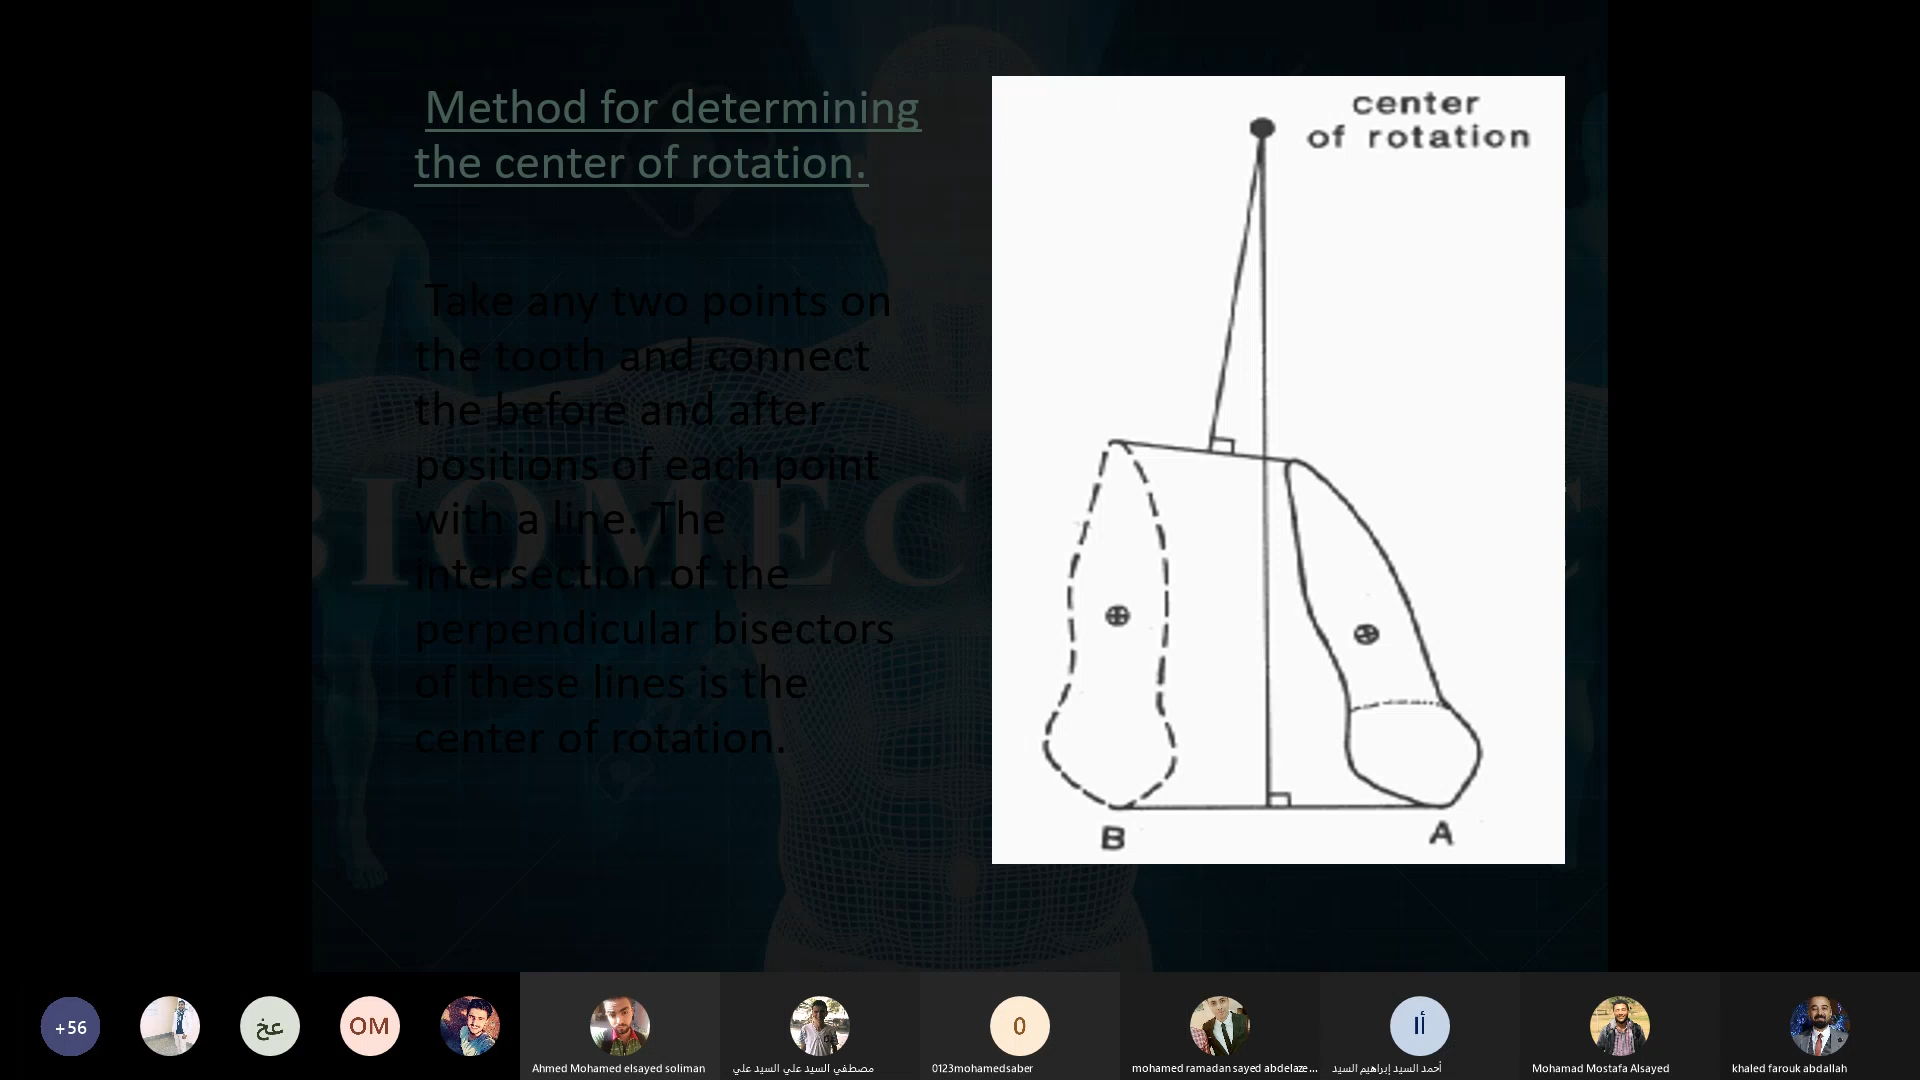 Method for determining
the center of rotation.
Take any two points on
the tooth and connect
the before and after
positions of each point
with a line. The
intersection of the
perpendicular bisectors
of these lines is the
center of rotation.
BIOMEC
center
of rotation
B
A
+56
عخ
OM
Ahmed Mohamed elsayed soliman
مصطفي السيد علي السيد علي
0
0123mohamedsaber
mohamed ramadan sayed abdelaze...
أا
أحمد السيد إبراهيم السيد
Mohamad Mostafa Alsayed
khaled farouk abdallah